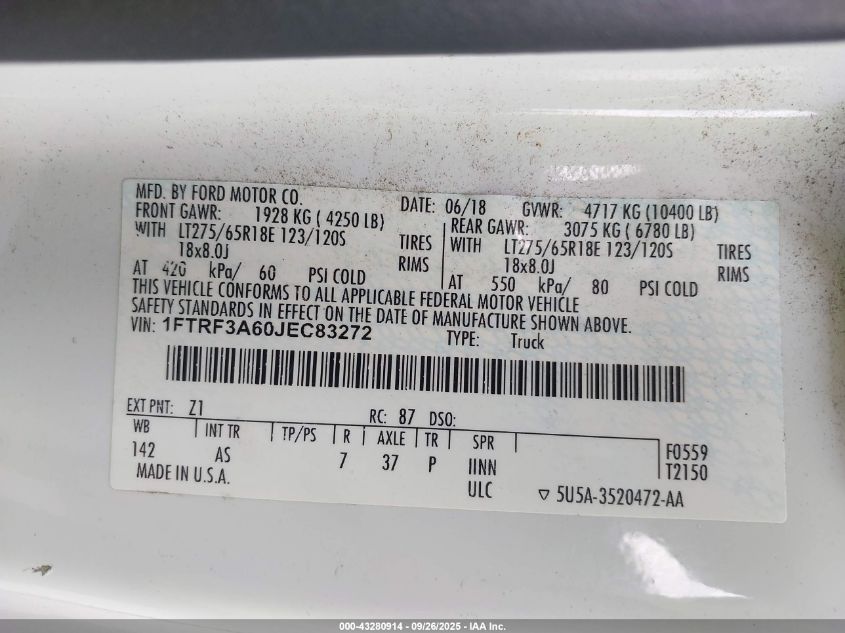 MFD. BY FORD MOTOR CO.
DATE: 06/18 GVWR: 4717 KG (10400 LB)
FRONT GAWR: 1928 KG ( 4250 LB) REAR GAWR: 3075 KG ( 6780 LB)
WITH LT275/65R18E 123/120S TIRES WITH LT275/65R18E 123/120S TIRES
18x8.0J RIMS 18x8.0J RIMS
AT 420 kPa/ 60 PSI COLD AT 550 kPa/ 80 PSI COLD
THIS VEHICLE CONFORMS TO ALL APPLICABLE FEDERAL MOTOR VEHICLE
SAFETY STANDARDS IN EFFECT ON THE DATE OF MANUFACTURE SHOWN ABOVE.
VIN: 1FTRF3A60JEC83272 TYPE: Truck
EXT PNT: Z1 RC: 87 DSO:
WB INT TR TP/PS R AXLE TR SPR F0559
142 AS 7 37 P IINN T2150
MADE IN U.S.A. ULC ▽ 5U5A-3520472-AA
000-43280914 - 09/26/2025 - IAA Inc.